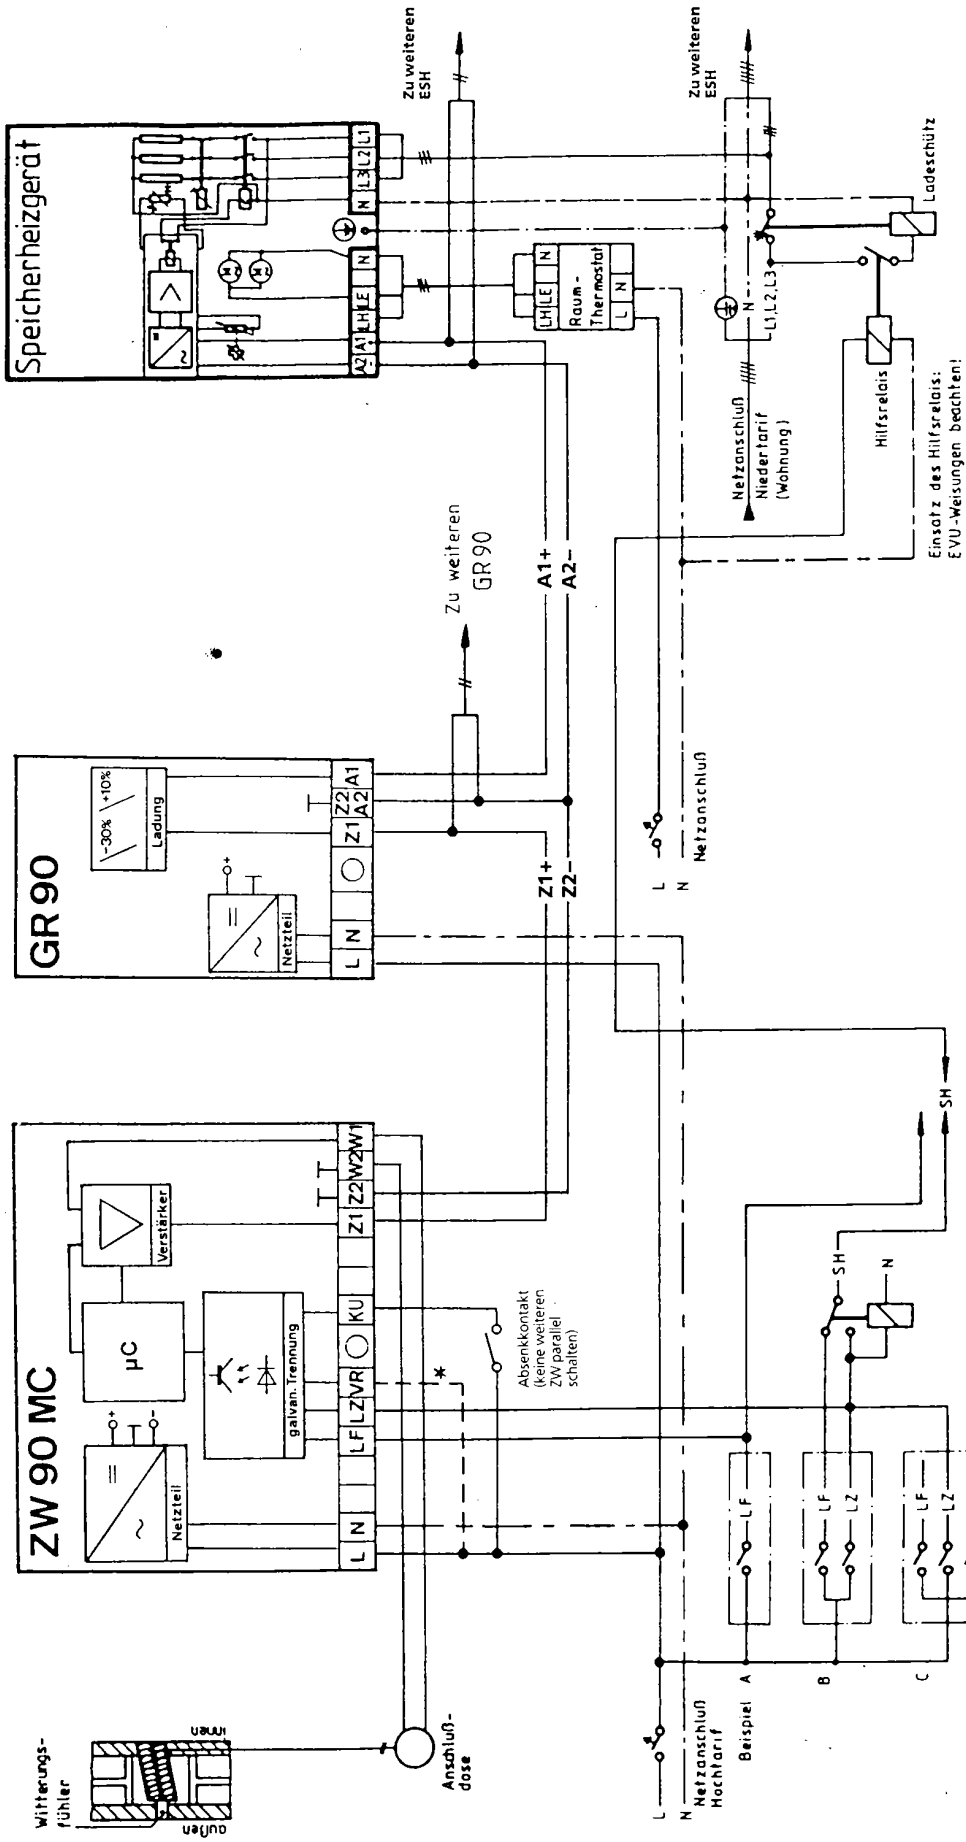 Witterungs-
fühler
außen
innen
Anschluß-
dose
ZW 90 MC
Netzteil
µC
Verstärker
galvan. Trennung
L N LF LZ VR KU Z1 Z2 W2 W1
*
Absenkkontakt
(keine weiteren
ZW parallel
schalten)
GR 90
-30% +10%
Ladung
Netzteil
L N Z1 Z2 A2 A1
Zu weiteren
GR 90
Z1+
Z2–
A1+
A2–
Speicherheizgerät
A2 A1 LH LE N N L3 L2 L1
Zu weiteren
ESH
LH LE N
Raum-
Thermostat
L N
L
N
Netzanschluß
Zu weiteren
ESH
Netzanschluß
Niedertarif
(Wohnung)
N
L1, L2, L3
Ladeschütz
Hilfsrelais
Einsatz des Hilfsrelais:
EVU-Weisungen beachten!
L
N
Netzanschluß
Hochtarif
Beispiel A
LF
B
LF
LZ
SH
N
SH
C
LF
LZ